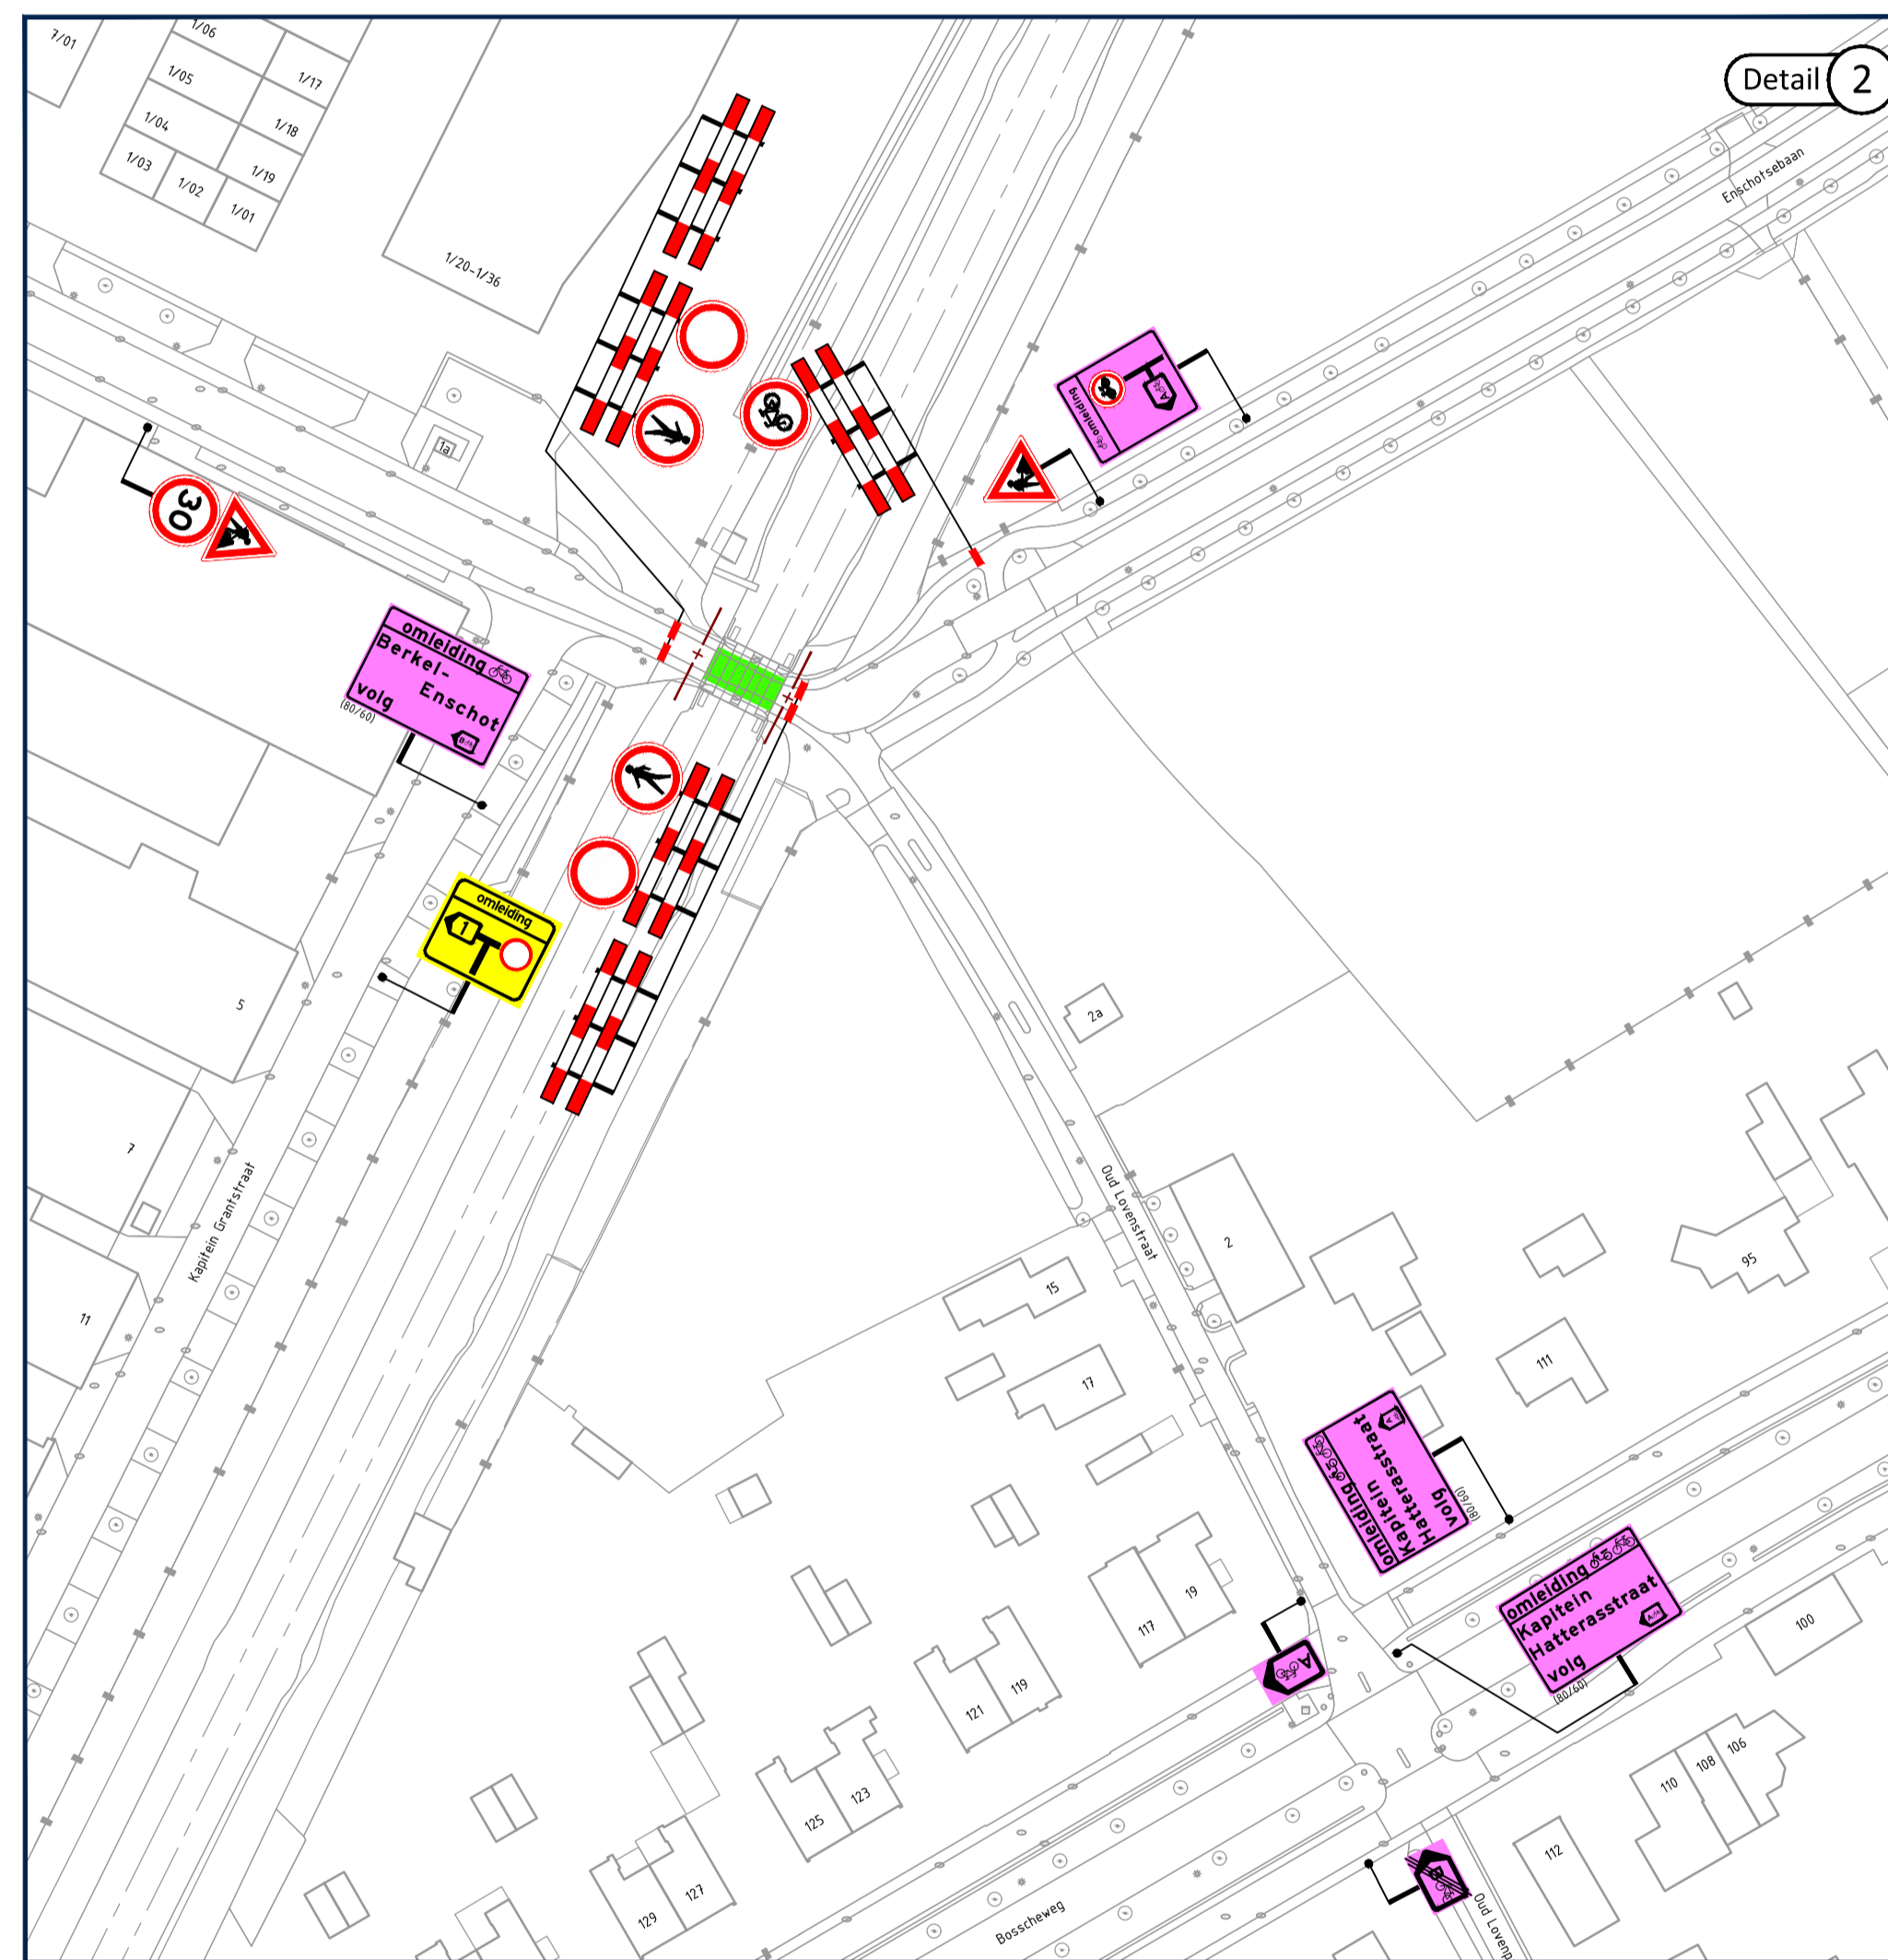 Detail 2
7/01
1/06
1/05
1/04
1/03
1/02
1/01
1/17
1/18
1/19
1/20-1/36
1a
Enschotsebaan
omleiding
A
30
omleiding
Berkel-
Enschot
volg
B
(80/60)
omleiding
1
5
7
11
Kapitein Grantstraat
2a
Oud Lovenstraat
2
15
17
95
111
omleiding
Kapitein
Hatterasstraat
volg
A
(80/60)
omleiding
Kapitein
Hatterasstraat
volg
A
(80/60)
A
117
19
121
119
125
123
129
127
100
110
108
106
112
B
Bosscheweg
Oud Lovenp